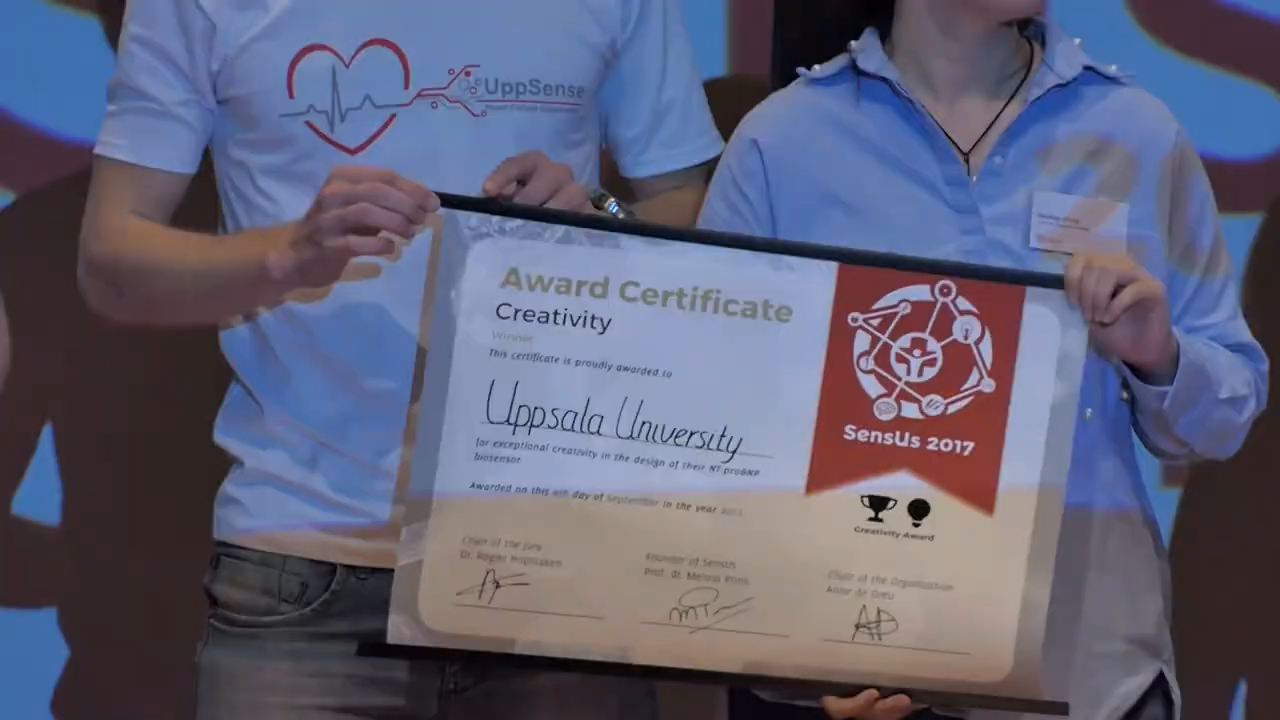 UppSense
Award Certificate
Creativity
Winner
This certificate is proudly awarded to
Uppsala University
for exceptional creativity in the design of their NT-proBNP
biosensor.
Awarded on this 9th day of September in the year
SensUs 2017
Creativity Award
Chair of the Jury
Dr.
Founder of SensUs
Prof. dr. Menno Prins
Chair of the Organization